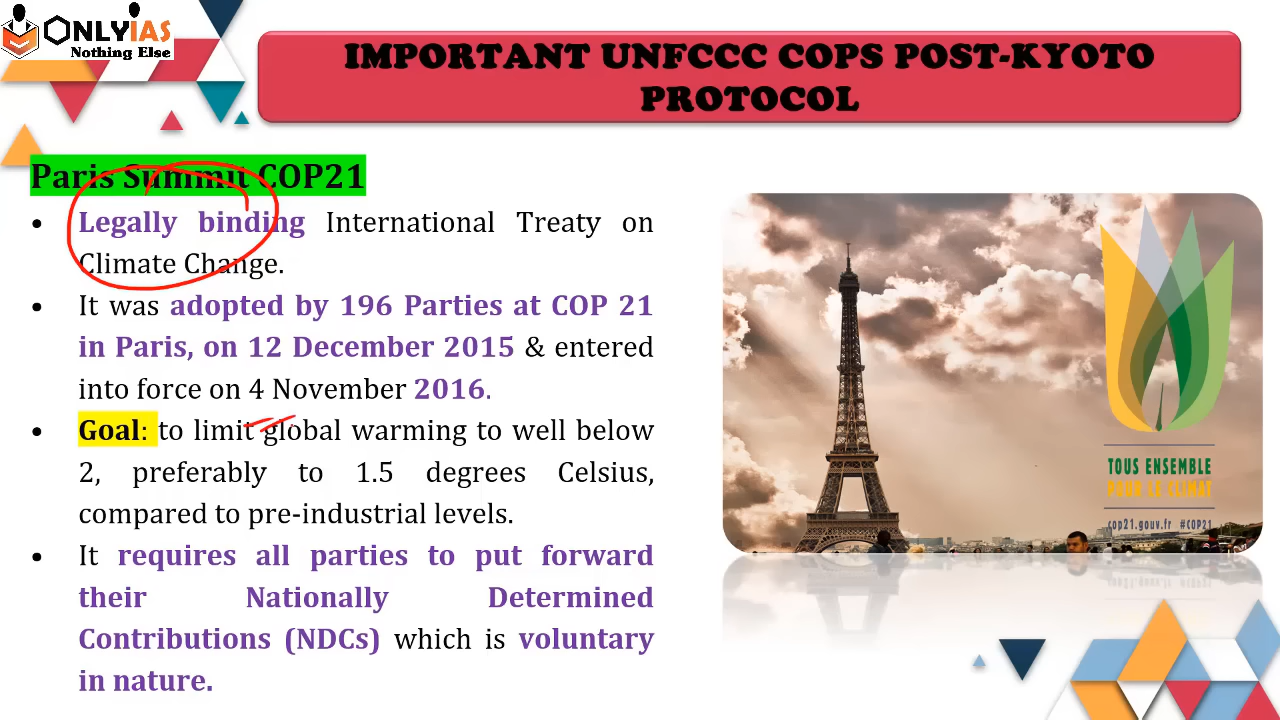 ONLYIAS
Nothing Else
IMPORTANT UNFCCC COPS POST-KYOTO
PROTOCOL
Paris Summit COP21
• Legally binding International Treaty on
Climate Change.
• It was adopted by 196 Parties at COP 21
in Paris, on 12 December 2015 & entered
into force on 4 November 2016.
• Goal: to limit global warming to well below
2, preferably to 1.5 degrees Celsius,
compared to pre-industrial levels.
• It requires all parties to put forward
their Nationally Determined
Contributions (NDCs) which is voluntary
in nature.
TOUS ENSEMBLE
POUR LE CLIMAT
cop21.gouv.fr #COP21